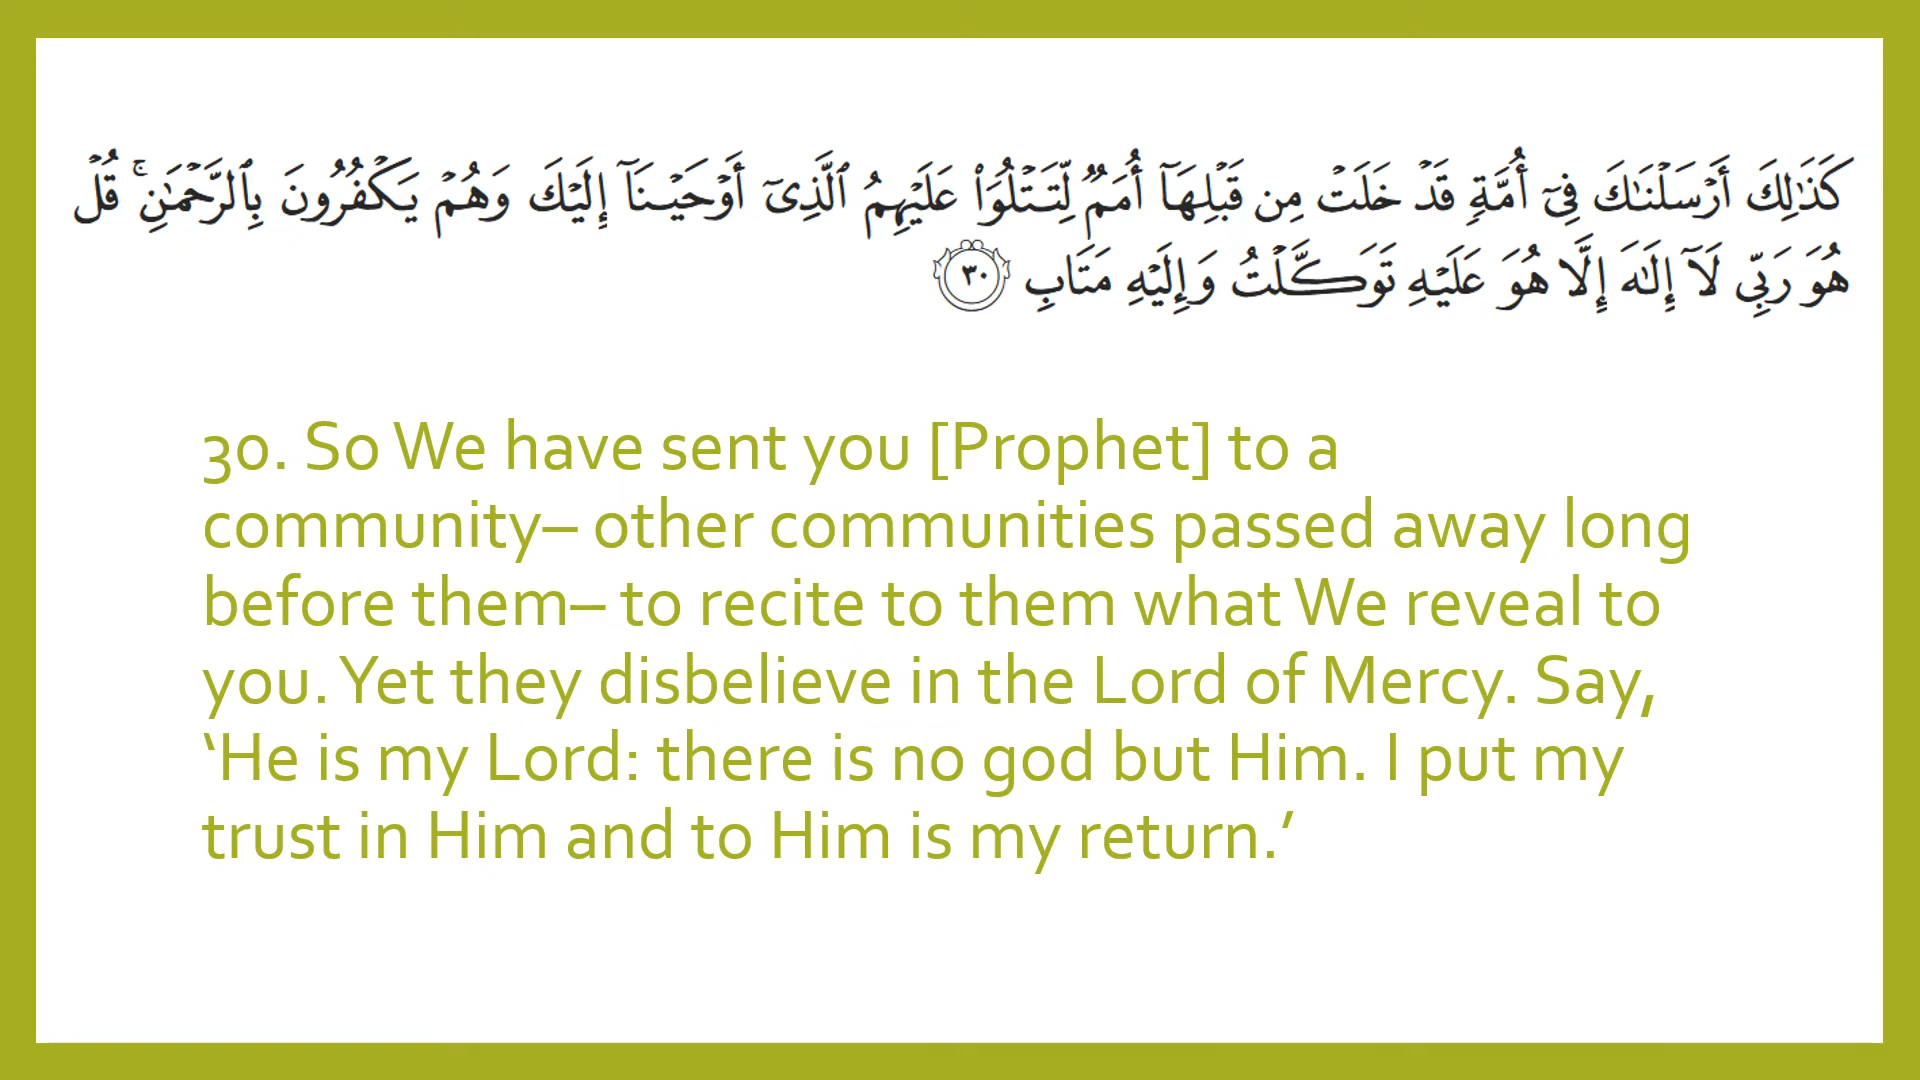 كَذَٰلِكَ أَرْسَلْنَٰكَ فِىٓ أُمَّةٍ قَدْ خَلَتْ مِن قَبْلِهَآ أُمَمٌ لِّتَتْلُوَا۟ عَلَيْهِمُ ٱلَّذِىٓ أَوْحَيْنَآ إِلَيْكَ وَهُمْ يَكْفُرُونَ بِٱلرَّحْمَٰنِ ۚ قُلْ
هُوَ رَبِّى لَآ إِلَٰهَ إِلَّا هُوَ عَلَيْهِ تَوَكَّلْتُ وَإِلَيْهِ مَتَابِ ٣٠
30. So We have sent you [Prophet] to a
community– other communities passed away long
before them– to recite to them what We reveal to
you. Yet they disbelieve in the Lord of Mercy. Say,
‘He is my Lord: there is no god but Him. I put my
trust in Him and to Him is my return.’